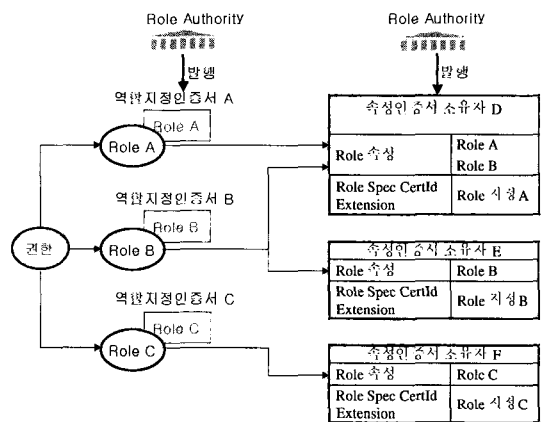 Role Authority
발행
역할지정인증서 A
Role A
Role A
역할지정인증서 B
Role B
Role B
역할지정인증서 C
Role C
Role C
권한
Role Authority
발행
속성인증서 소유자 D
Role 속성
Role A
Role B
Role Spec CertId
Extension
Role 지정A
속성인증서 소유자 E
Role 속성
Role B
Role Spec CertId
Extension
Role 지정B
속성인증서 소유자 F
Role 속성
Role C
Role Spec CertId
Extension
Role 지정C